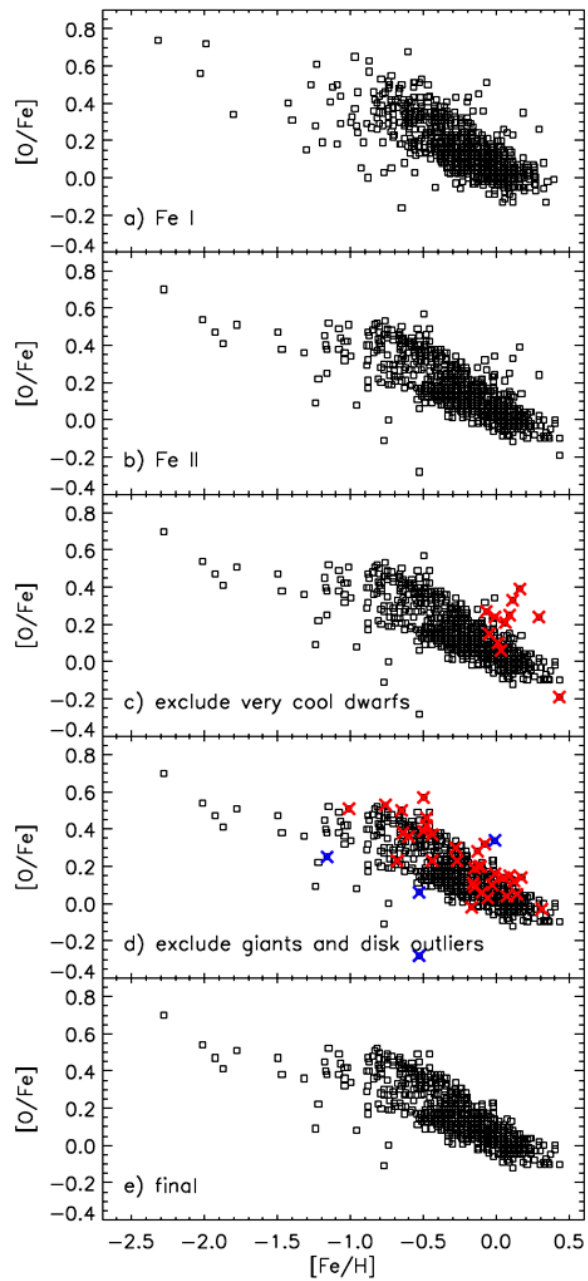 0.8
0.6
0.4
0.2
0.0
−0.2
−0.4
[O/Fe]
a) Fe I
0.8
0.6
0.4
0.2
0.0
−0.2
−0.4
[O/Fe]
b) Fe II
0.8
0.6
0.4
0.2
0.0
−0.2
−0.4
[O/Fe]
c) exclude very cool dwarfs
0.8
0.6
0.4
0.2
0.0
−0.2
−0.4
[O/Fe]
d) exclude giants and disk outliers
0.8
0.6
0.4
0.2
0.0
−0.2
−0.4
[O/Fe]
e) final
−2.5 −2.0 −1.5 −1.0 −0.5 0.0 0.5
[Fe/H]